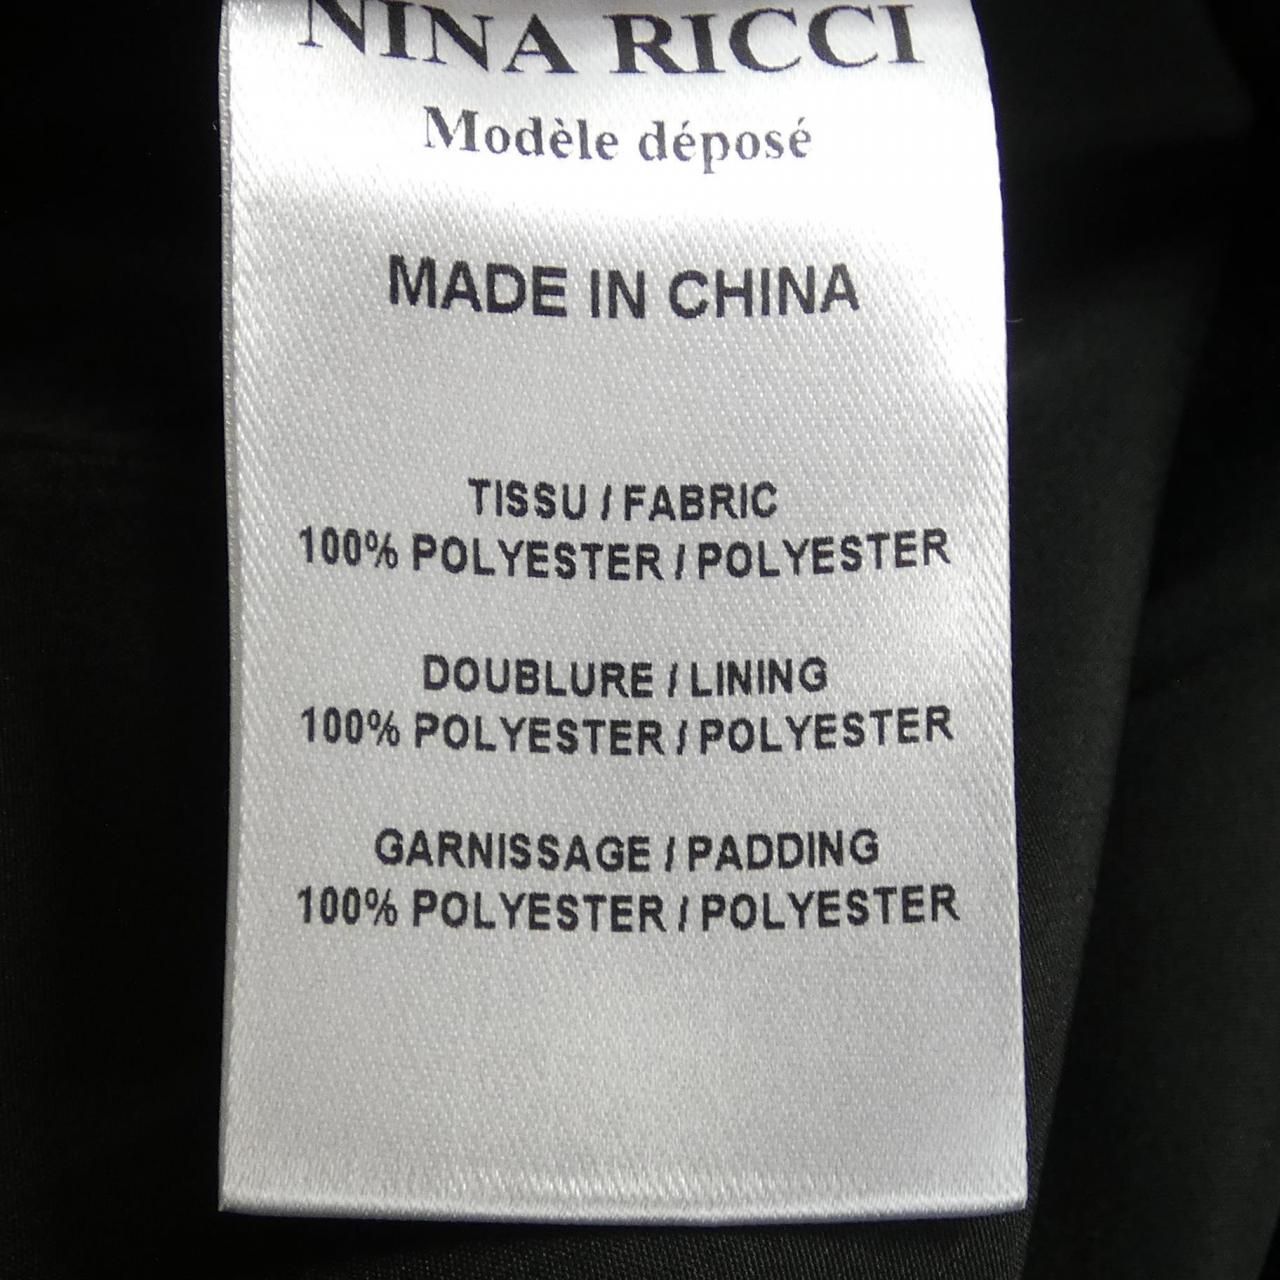 NINA RICCI
Modèle déposé
MADE IN CHINA
TISSU / FABRIC
100% POLYESTER / POLYESTER
DOUBLURE / LINING
100% POLYESTER / POLYESTER
GARNISSAGE / PADDING
100% POLYESTER / POLYESTER